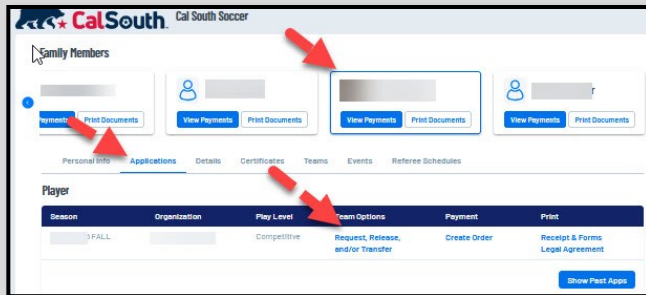 CalSouth. Cal South Soccer
Family Members
View Payments Print Documents View Payments Print Documents View Payments Print Documents
Print Documents
Personal Info Applications Details Certificates Teams Events Referee Schedules
Player
Season Organization Play Level Team Options Payment Print
FALL Competitive Request, Release, Create Order Receipt & Forms
and/or Transfer Legal Agreement
Show Past Apps